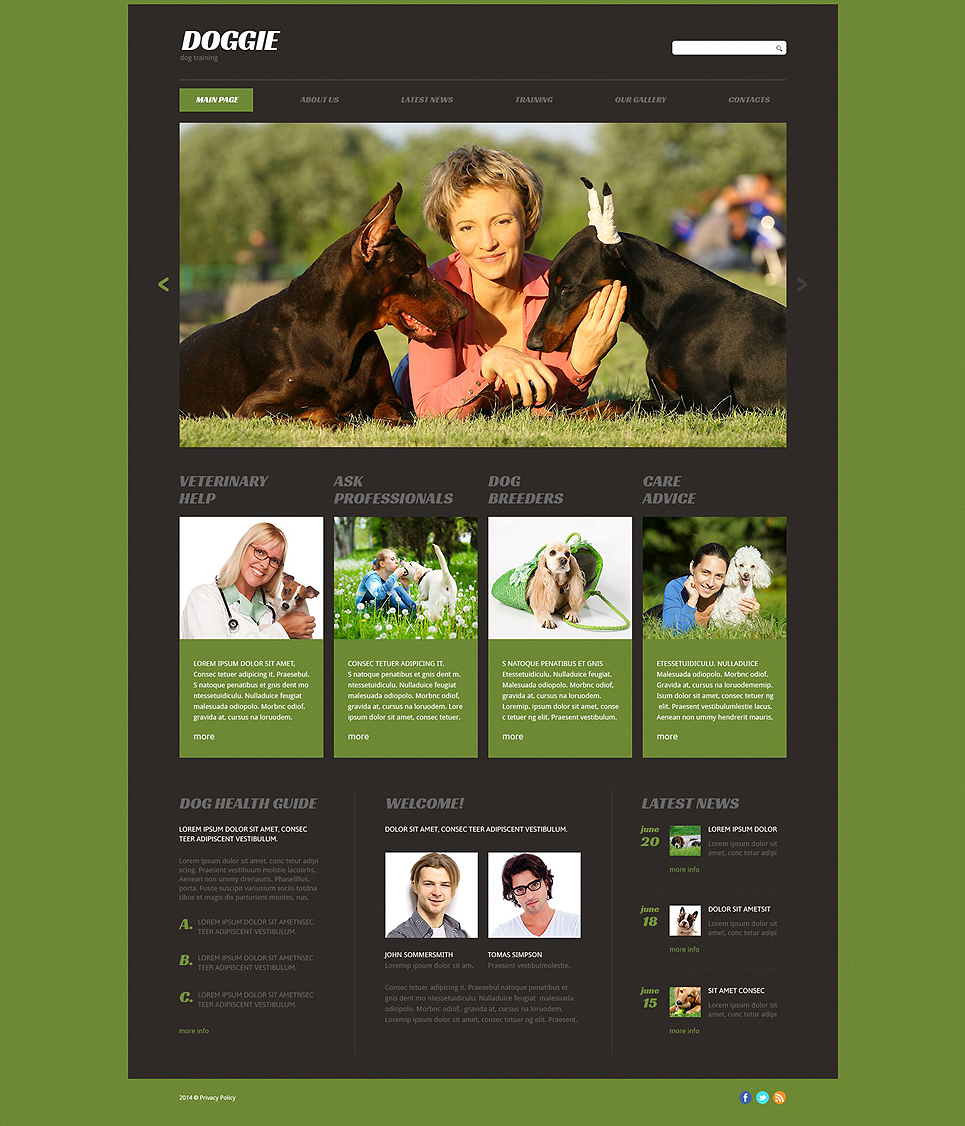 DOGGIE
dog training
MAIN PAGE
ABOUT US
LATEST NEWS
TRAINING
OUR GALLERY
CONTACTS
VETERINARY
HELP
LOREM IPSUM DOLOR SIT AMET,
Consec tetuer adipicing it. Praesebul.
S natoque penatibus et gnis dent mo
ntessetuidiculu. Nulladuice feugiat
malesuada odiopolo. Morbnc odiof,
gravida at, cursus na loruodem.
more
ASK
PROFESSIONALS
CONSEC TETUER ADIPICING IT.
S natoque penatibus et gnis dent m.
ntessetuidiculu. Nulladuice feugiat
malesuada odiopolo. Morbnc odiof,
gravida at, cursus na loruodem. Lore
ipsum dolor sit amet, consec tetuer.
more
DOG
BREEDERS
S NATOQUE PENATIBUS ET GNIS
Etessetuidiculu. Nulladuice feugiat.
Malesuada odiopolo. Morbnc odiof,
gravida at, cursus na loruodem.
Loremip. ipsum dolor sit amet, conse
c tetuer ng elit. Praesent vestibulum.
more
CARE
ADVICE
ETESSETUIDICULU. NULLADUICE
Malesuada odiopolo. Morbnc odiof,
Gravida at, cursus na loruodememip.
Isum dolor sit amet, consec tetuer ng
elit. Praesent vestibulumlestie lacus.
Aenean non ummy hendrerit mauris.
more
DOG HEALTH GUIDE
LOREM IPSUM DOLOR SIT AMET, CONSEC
TEER ADIPISCENT VESTIBULUM.
Lorem ipsum dolor sit amet, conc tetur adipi
scing. Praesent vestibuum molstie lacuiirhs.
Aenean non ummy drerauris. Phasellllus,
porta. Fusce suscipit variusium sociis totdna
tibus et magis dis parturient montes, nas.
A. LOREM IPSUM DOLOR SIT AMETNSEC
TEER ADIPISCENT VESTIBULUM.
B. LOREM IPSUM DOLOR SIT AMETNSEC
TEER ADIPISCENT VESTIBULUM.
C. LOREM IPSUM DOLOR SIT AMETNSEC
TEER ADIPISCENT VESTIBULUM.
more info
WELCOME!
DOLOR SIT AMET, CONSEC TEER ADIPISCENT VESTIBULUM.
JOHN SOMMERSMITH
Loremp ipsum dolor sit am.
TOMAS SIMPSON
Praesent vestibulmolestie.
Consec tetuer adipicing it. Praesebul natoque penatibus et
gnis dent mo ntessetuidiculu. Nulladuice feugiat malesuada
odiopolo. Morbnc odiof, gravida at, cursus na loruodem.
Loremip ipsum dolor sit amet, consec tetuer ng elit. Praesent.
LATEST NEWS
june
20
LOREM IPSUM DOLOR
Lorem ipsum dolor sit
amet, conc tetur adipi
more info
june
18
DOLOR SIT AMETSIT
Lorem ipsum dolor sit
amet, conc tetur adipi
more info
june
15
SIT AMET CONSEC
Lorem ipsum dolor sit
amet, conc tetur adipi
more info
2014 © Privacy Policy